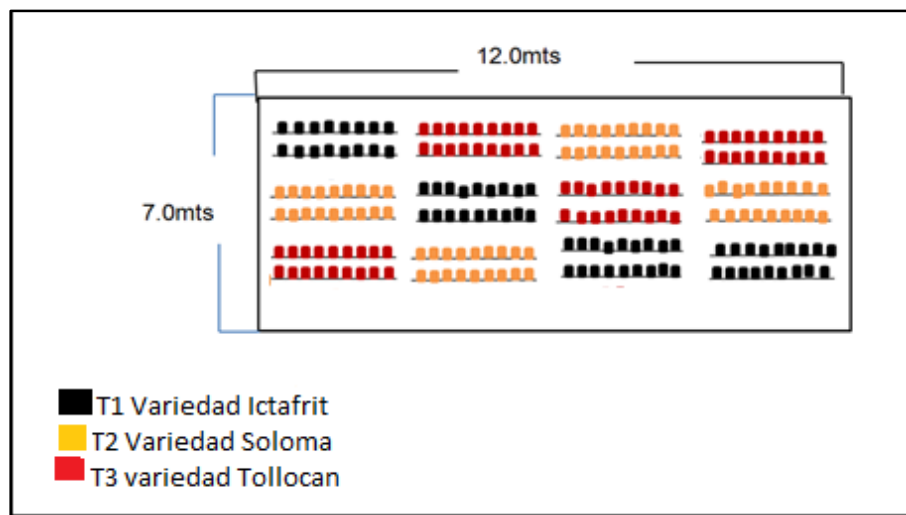 12.0mts
7.0mts
T1 Variedad Ictafrit
T2 Variedad Soloma
T3 variedad Tollocan